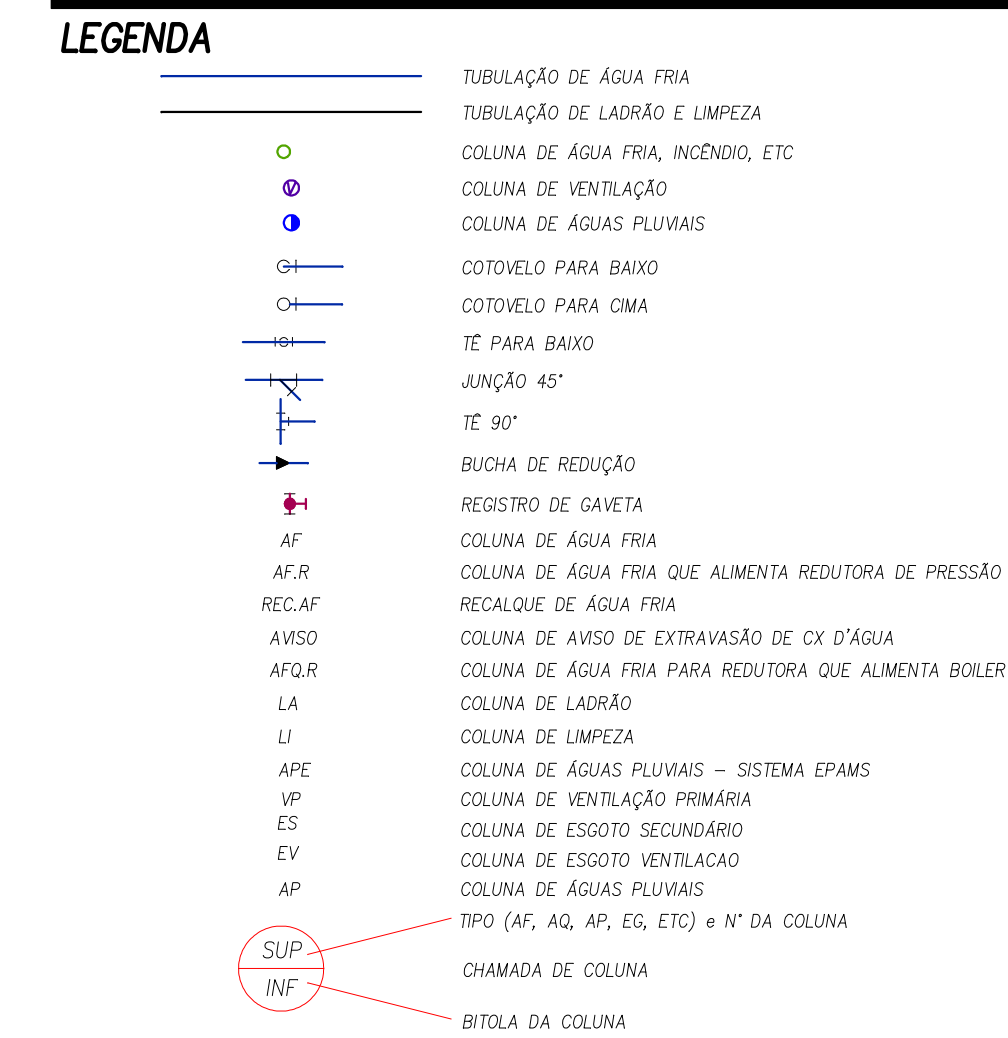 LEGENDA
TUBULAÇÃO DE ÁGUA FRIA
TUBULAÇÃO DE LADRÃO E LIMPEZA
COLUNA DE ÁGUA FRIA, INCÊNDIO, ETC
V COLUNA DE VENTILAÇÃO
COLUNA DE ÁGUAS PLUVIAIS
COTOVELO PARA BAIXO
COTOVELO PARA CIMA
TÊ PARA BAIXO
JUNÇÃO 45°
TÊ 90°
BUCHA DE REDUÇÃO
REGISTRO DE GAVETA
AF COLUNA DE ÁGUA FRIA
AF.R COLUNA DE ÁGUA FRIA QUE ALIMENTA REDUTORA DE PRESSÃO
REC.AF RECALQUE DE ÁGUA FRIA
AVISO COLUNA DE AVISO DE EXTRAVASÃO DE CX D'ÁGUA
AFQ.R COLUNA DE ÁGUA FRIA PARA REDUTORA QUE ALIMENTA BOILER
LA COLUNA DE LADRÃO
LI COLUNA DE LIMPEZA
APE COLUNA DE ÁGUAS PLUVIAIS – SISTEMA EPAMS
VP COLUNA DE VENTILAÇÃO PRIMÁRIA
ES COLUNA DE ESGOTO SECUNDÁRIO
EV COLUNA DE ESGOTO VENTILACAO
AP COLUNA DE ÁGUAS PLUVIAIS
TIPO (AF, AQ, AP, EG, ETC) e N° DA COLUNA
SUP
CHAMADA DE COLUNA
INF
BITOLA DA COLUNA